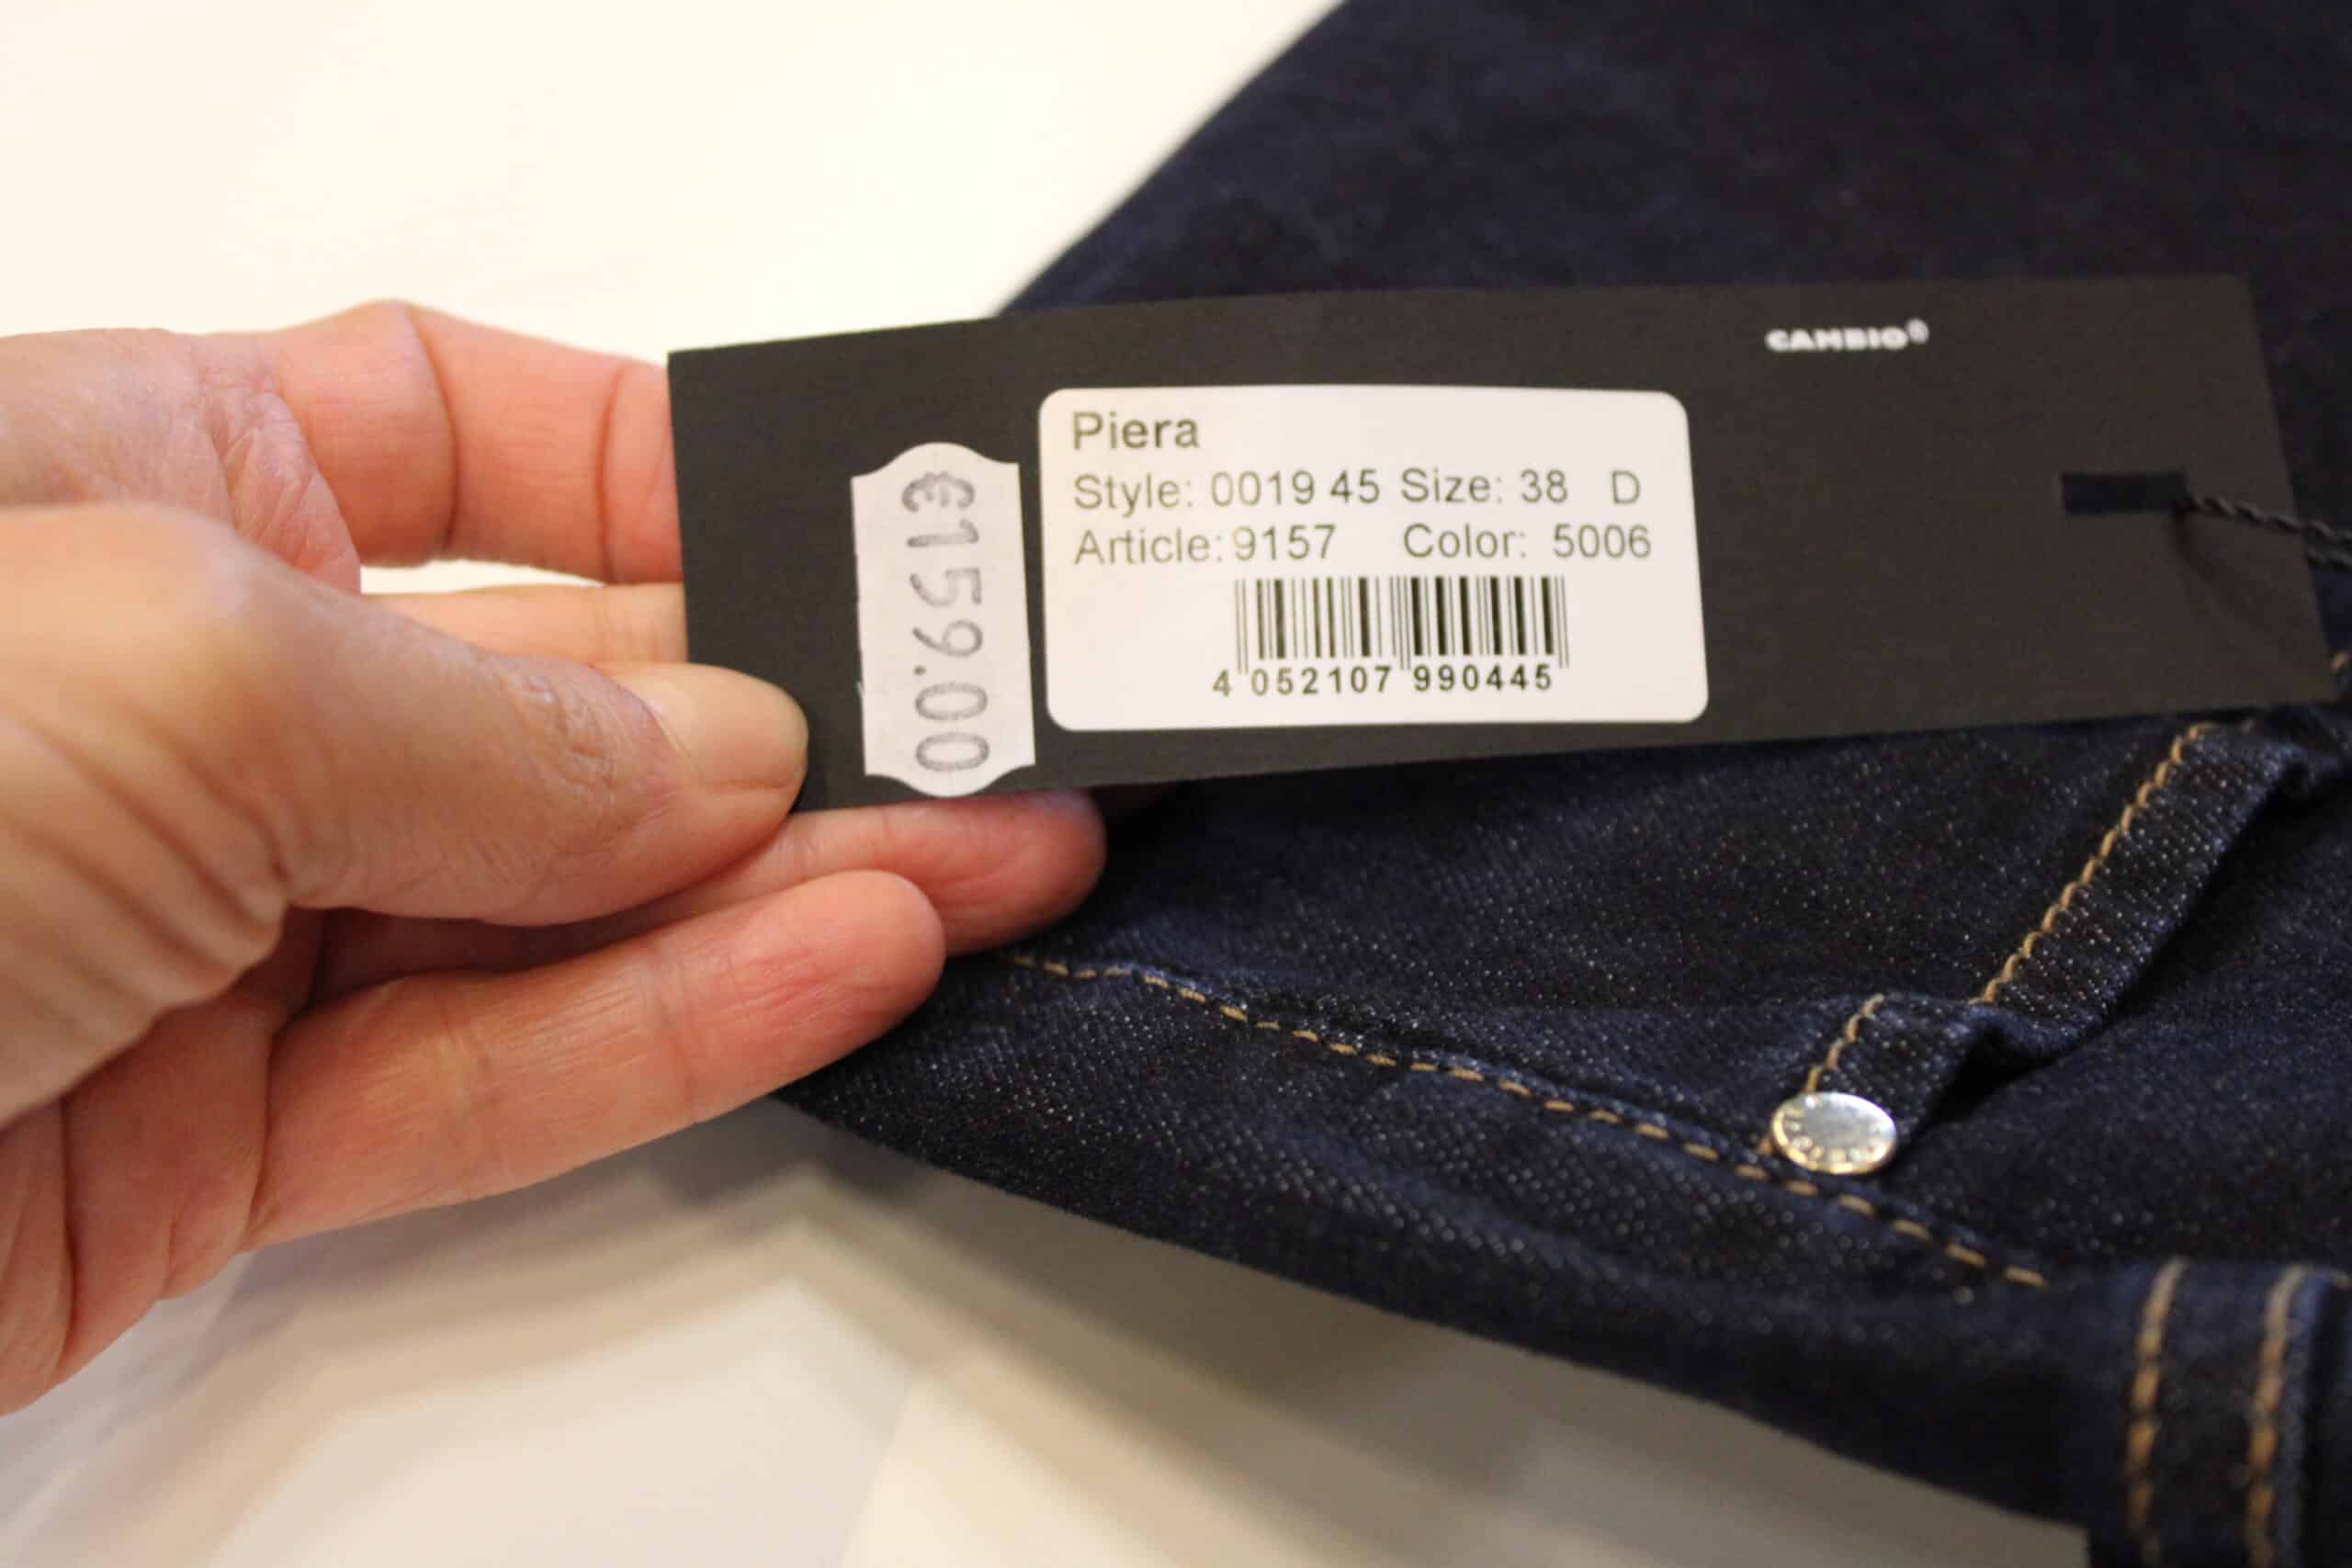 CAMBIO®
Piera
Style: 0019 45 Size: 38 D
Article: 9157 Color: 5006
4 052107 990445
€159.00